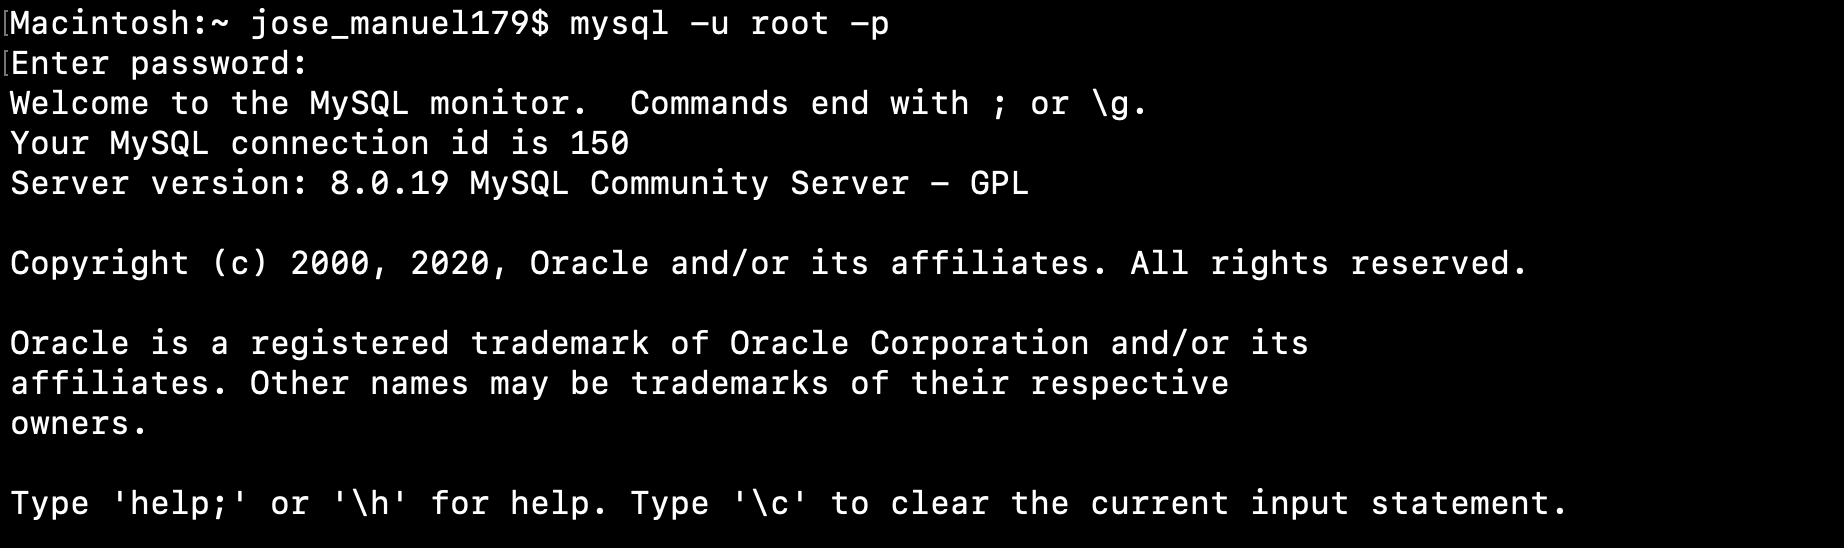 [Macintosh:~ jose_manuel179$ mysql -u root -p
[Enter password:
Welcome to the MySQL monitor.  Commands end with ; or \g.
Your MySQL connection id is 150
Server version: 8.0.19 MySQL Community Server - GPL

Copyright (c) 2000, 2020, Oracle and/or its affiliates. All rights reserved.

Oracle is a registered trademark of Oracle Corporation and/or its
affiliates. Other names may be trademarks of their respective
owners.

Type 'help;' or '\h' for help. Type '\c' to clear the current input statement.